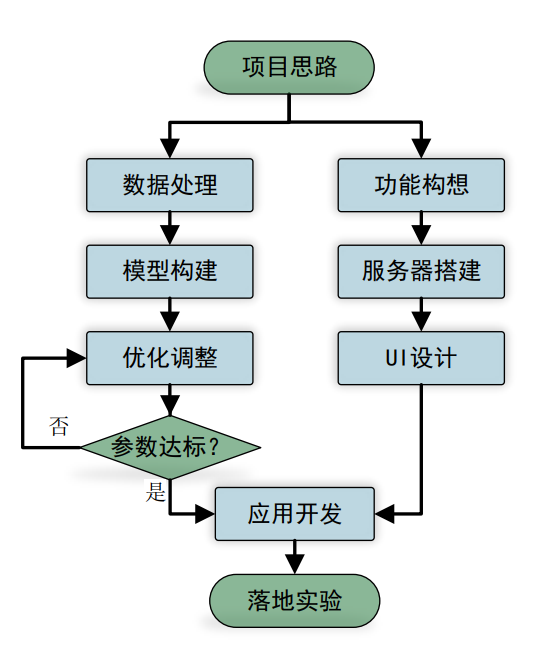 项目思路
数据处理
功能构想
模型构建
服务器搭建
优化调整
UI设计
否
参数达标?
是
应用开发
落地实验